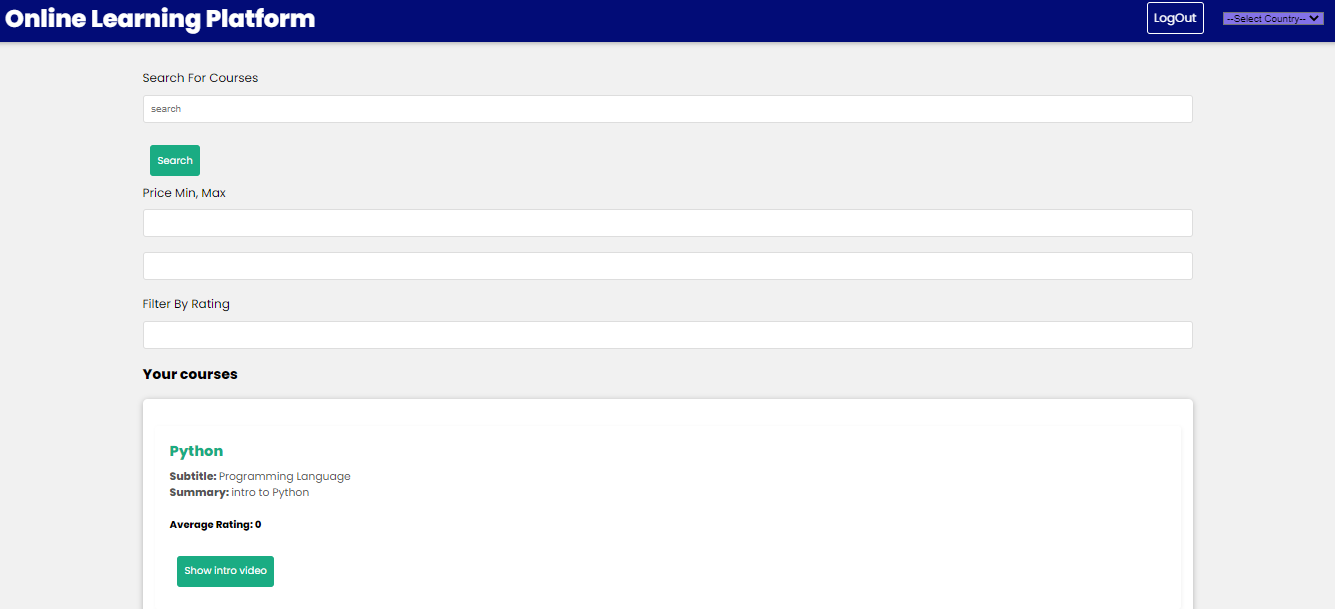 Online Learning Platform
LogOut
--Select Country--
Search For Courses
search
Search
Price Min, Max
Filter By Rating
Your courses
Python
Subtitle: Programming Language
Summary: intro to Python
Average Rating: 0
Show intro video